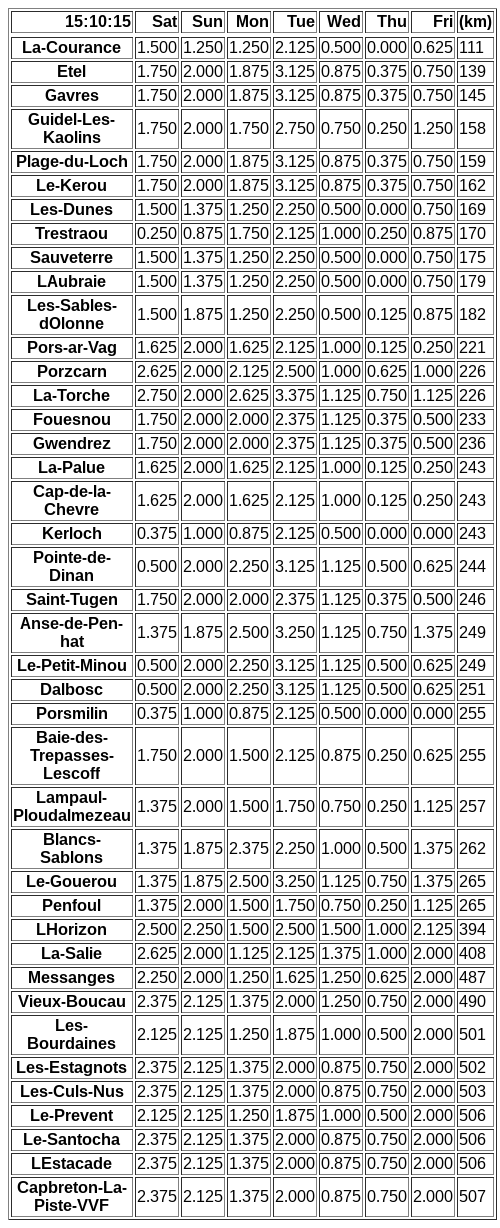 15:10:15 Sat Sun Mon Tue Wed Thu Fri (km)
La-Courance 1.500 1.250 1.250 2.125 0.500 0.000 0.625 111
Etel 1.750 2.000 1.875 3.125 0.875 0.375 0.750 139
Gavres 1.750 2.000 1.875 3.125 0.875 0.375 0.750 145
Guidel-Les-
Kaolins 1.750 2.000 1.750 2.750 0.750 0.250 1.250 158
Plage-du-Loch 1.750 2.000 1.875 3.125 0.875 0.375 0.750 159
Le-Kerou 1.750 2.000 1.875 3.125 0.875 0.375 0.750 162
Les-Dunes 1.500 1.375 1.250 2.250 0.500 0.000 0.750 169
Trestraou 0.250 0.875 1.750 2.125 1.000 0.250 0.875 170
Sauveterre 1.500 1.375 1.250 2.250 0.500 0.000 0.750 175
LAubraie 1.500 1.375 1.250 2.250 0.500 0.000 0.750 179
Les-Sables-
dOlonne 1.500 1.875 1.250 2.250 0.500 0.125 0.875 182
Pors-ar-Vag 1.625 2.000 1.625 2.125 1.000 0.125 0.250 221
Porzcarn 2.625 2.000 2.125 2.500 1.000 0.625 1.000 226
La-Torche 2.750 2.000 2.625 3.375 1.125 0.750 1.125 226
Fouesnou 1.750 2.000 2.000 2.375 1.125 0.375 0.500 233
Gwendrez 1.750 2.000 2.000 2.375 1.125 0.375 0.500 236
La-Palue 1.625 2.000 1.625 2.125 1.000 0.125 0.250 243
Cap-de-la-
Chevre 1.625 2.000 1.625 2.125 1.000 0.125 0.250 243
Kerloch 0.375 1.000 0.875 2.125 0.500 0.000 0.000 243
Pointe-de-
Dinan 0.500 2.000 2.250 3.125 1.125 0.500 0.625 244
Saint-Tugen 1.750 2.000 2.000 2.375 1.125 0.375 0.500 246
Anse-de-Pen-
hat 1.375 1.875 2.500 3.250 1.125 0.750 1.375 249
Le-Petit-Minou 0.500 2.000 2.250 3.125 1.125 0.500 0.625 249
Dalbosc 0.500 2.000 2.250 3.125 1.125 0.500 0.625 251
Porsmilin 0.375 1.000 0.875 2.125 0.500 0.000 0.000 255
Baie-des-
Trepasses-
Lescoff 1.750 2.000 1.500 2.125 0.875 0.250 0.625 255
Lampaul-
Ploudalmezeau 1.375 2.000 1.500 1.750 0.750 0.250 1.125 257
Blancs-
Sablons 1.375 1.875 2.375 2.250 1.000 0.500 1.375 262
Le-Gouerou 1.375 1.875 2.500 3.250 1.125 0.750 1.375 265
Penfoul 1.375 2.000 1.500 1.750 0.750 0.250 1.125 265
LHorizon 2.500 2.250 1.500 2.500 1.500 1.000 2.125 394
La-Salie 2.625 2.000 1.125 2.125 1.375 1.000 2.000 408
Messanges 2.250 2.000 1.250 1.625 1.250 0.625 2.000 487
Vieux-Boucau 2.375 2.125 1.375 2.000 1.250 0.750 2.000 490
Les-
Bourdaines 2.125 2.125 1.250 1.875 1.000 0.500 2.000 501
Les-Estagnots 2.375 2.125 1.375 2.000 0.875 0.750 2.000 502
Les-Culs-Nus 2.375 2.125 1.375 2.000 0.875 0.750 2.000 503
Le-Prevent 2.125 2.125 1.250 1.875 1.000 0.500 2.000 506
Le-Santocha 2.375 2.125 1.375 2.000 0.875 0.750 2.000 506
LEstacade 2.375 2.125 1.375 2.000 0.875 0.750 2.000 506
Capbreton-La-
Piste-VVF 2.375 2.125 1.375 2.000 0.875 0.750 2.000 507